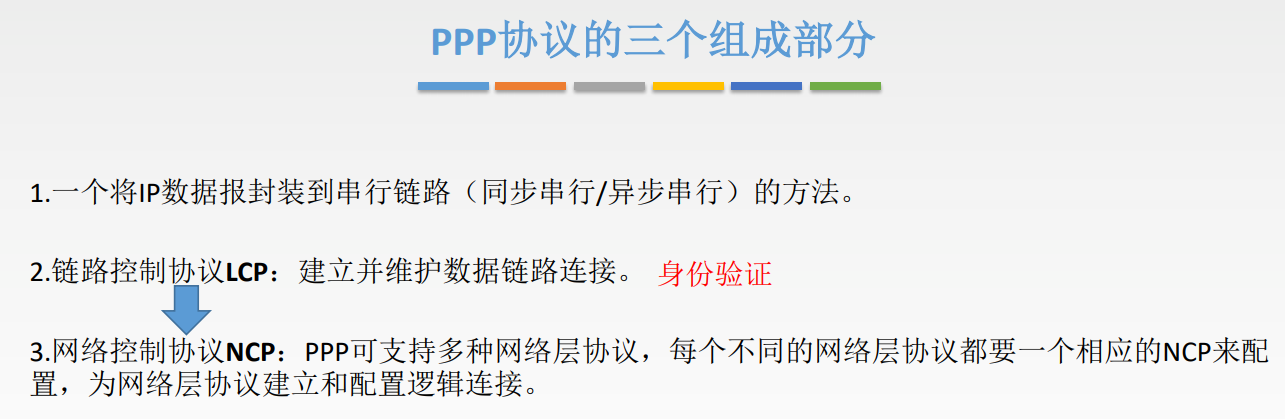 PPP协议的三个组成部分
1.一个将IP数据报封装到串行链路（同步串行/异步串行）的方法。
2.链路控制协议LCP：建立并维护数据链路连接。 身份验证
3.网络控制协议NCP：PPP可支持多种网络层协议，每个不同的网络层协议都要一个相应的NCP来配
置，为网络层协议建立和配置逻辑连接。